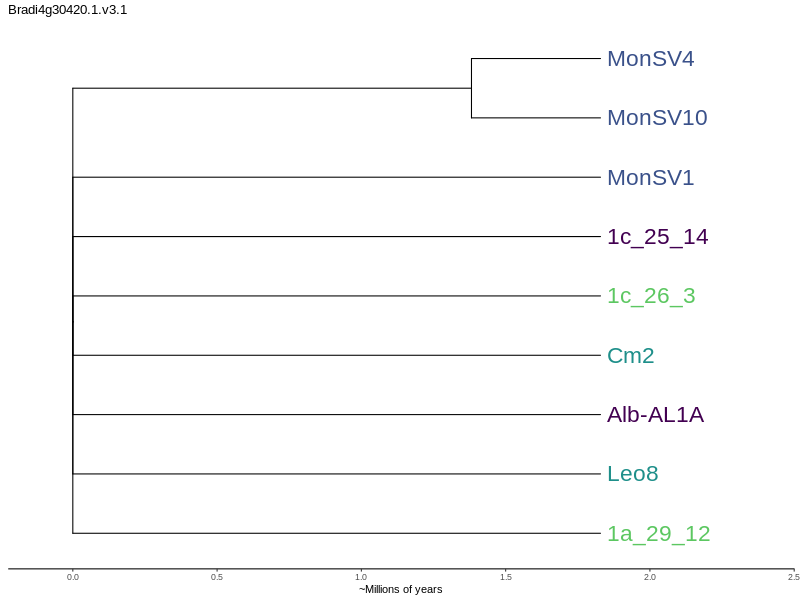 Bradi4g30420.1.v3.1
MonSV4
MonSV10
MonSV1
1c_25_14
1c_26_3
Cm2
Alb-AL1A
Leo8
1a_29_12
0.0 0.5 1.0 1.5 2.0 2.5
~Millions of years